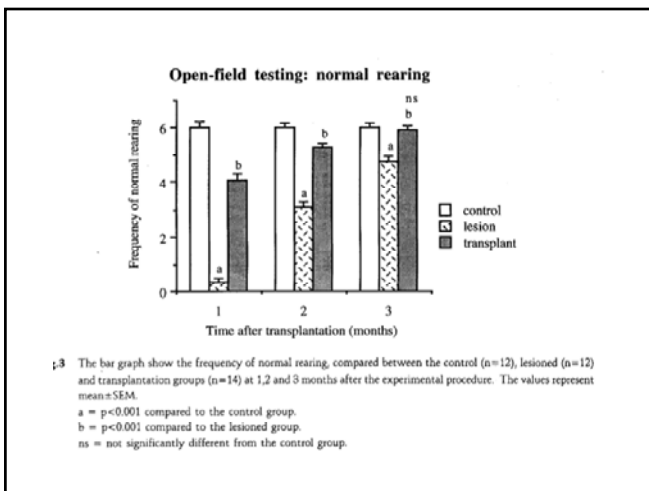 Open-field testing: normal rearing
Frequency of normal rearing
6
4
2
0
b
a
b
a
ns
b
a
control
lesion
transplant
1
2
3
Time after transplantation (months)
.3 The bar graph show the frequency of normal rearing, compared between the control (n=12), lesioned (n=12)
and transplantation groups (n=14) at 1,2 and 3 months after the experimental procedure. The values represent
mean±SEM.
a = p<0.001 compared to the control group.
b = p<0.001 compared to the lesioned group.
ns = not significantly different from the control group.